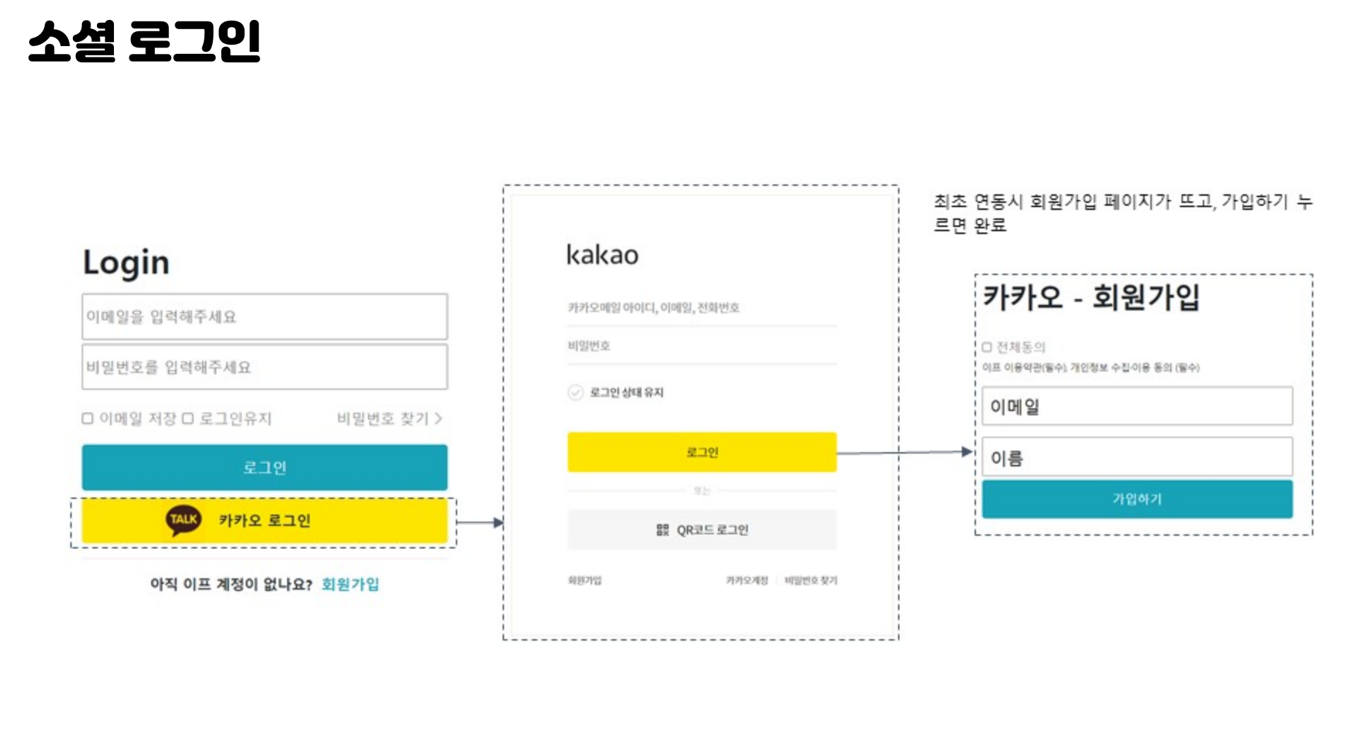 소셜 로그인
Login
이메일을 입력해주세요
비밀번호를 입력해주세요
이메일 저장 로그인유지 비밀번호 찾기 >
로그인
TALK 카카오 로그인
아직 이프 계정이 없나요? 회원가입
kakao
카카오메일 아이디, 이메일, 전화번호
비밀번호
로그인 상태 유지
로그인
또는
QR코드 로그인
회원가입 카카오계정 비밀번호 찾기
최초 연동시 회원가입 페이지가 뜨고, 가입하기 누
르면 완료
카카오 - 회원가입
전체동의
이프 이용약관(필수), 개인정보 수집·이용 동의 (필수)
이메일
이름
가입하기